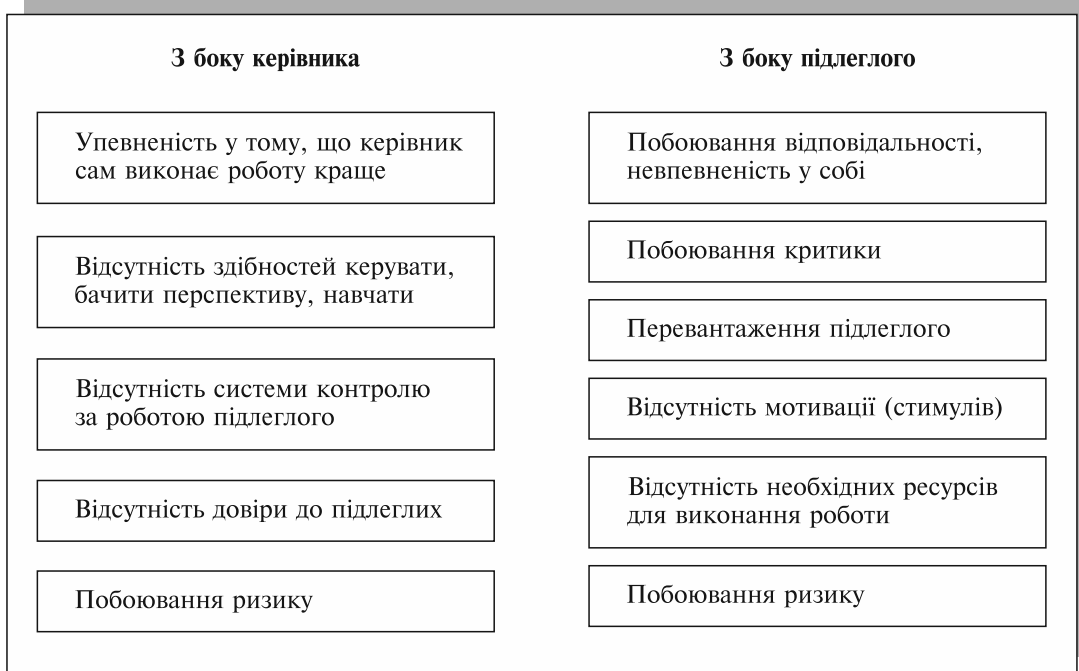 З боку керівника
Упевненість у тому, що керівник
сам виконає роботу краще
Відсутність здібностей керувати,
бачити перспективу, навчати
Відсутність системи контролю
за роботою підлеглого
Відсутність довіри до підлеглих
Побоювання ризику
З боку підлеглого
Побоювання відповідальності,
невпевненість у собі
Побоювання критики
Перевантаження підлеглого
Відсутність мотивації (стимулів)
Відсутність необхідних ресурсів
для виконання роботи
Побоювання ризику